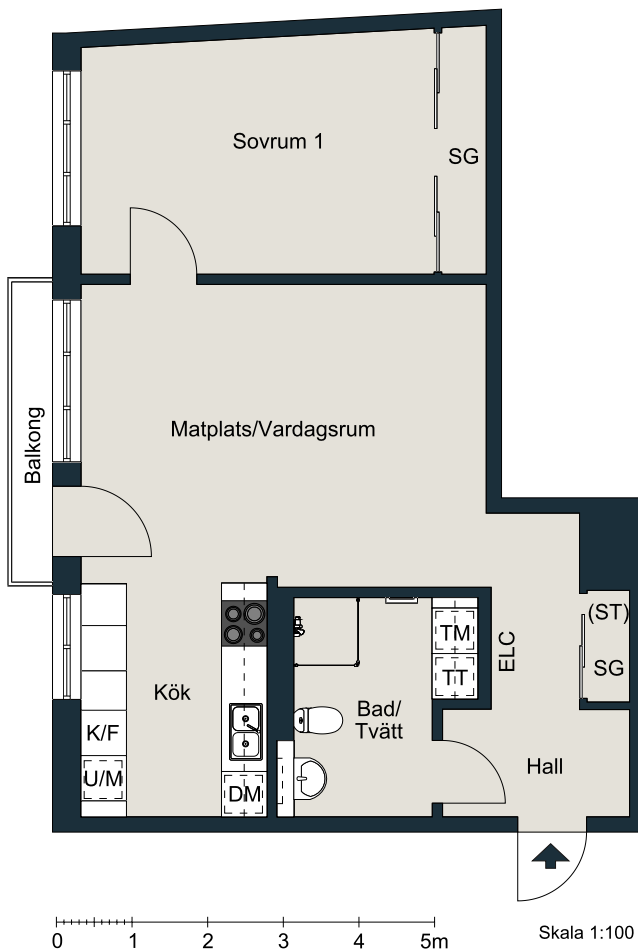 Sovrum 1
SG
Balkong
Matplats/Vardagsrum
(ST)
SG
ELC
TM
TT
Kök
Bad/
Tvätt
K/F
U/M
DM
Hall
0 1 2 3 4 5m
Skala 1:100